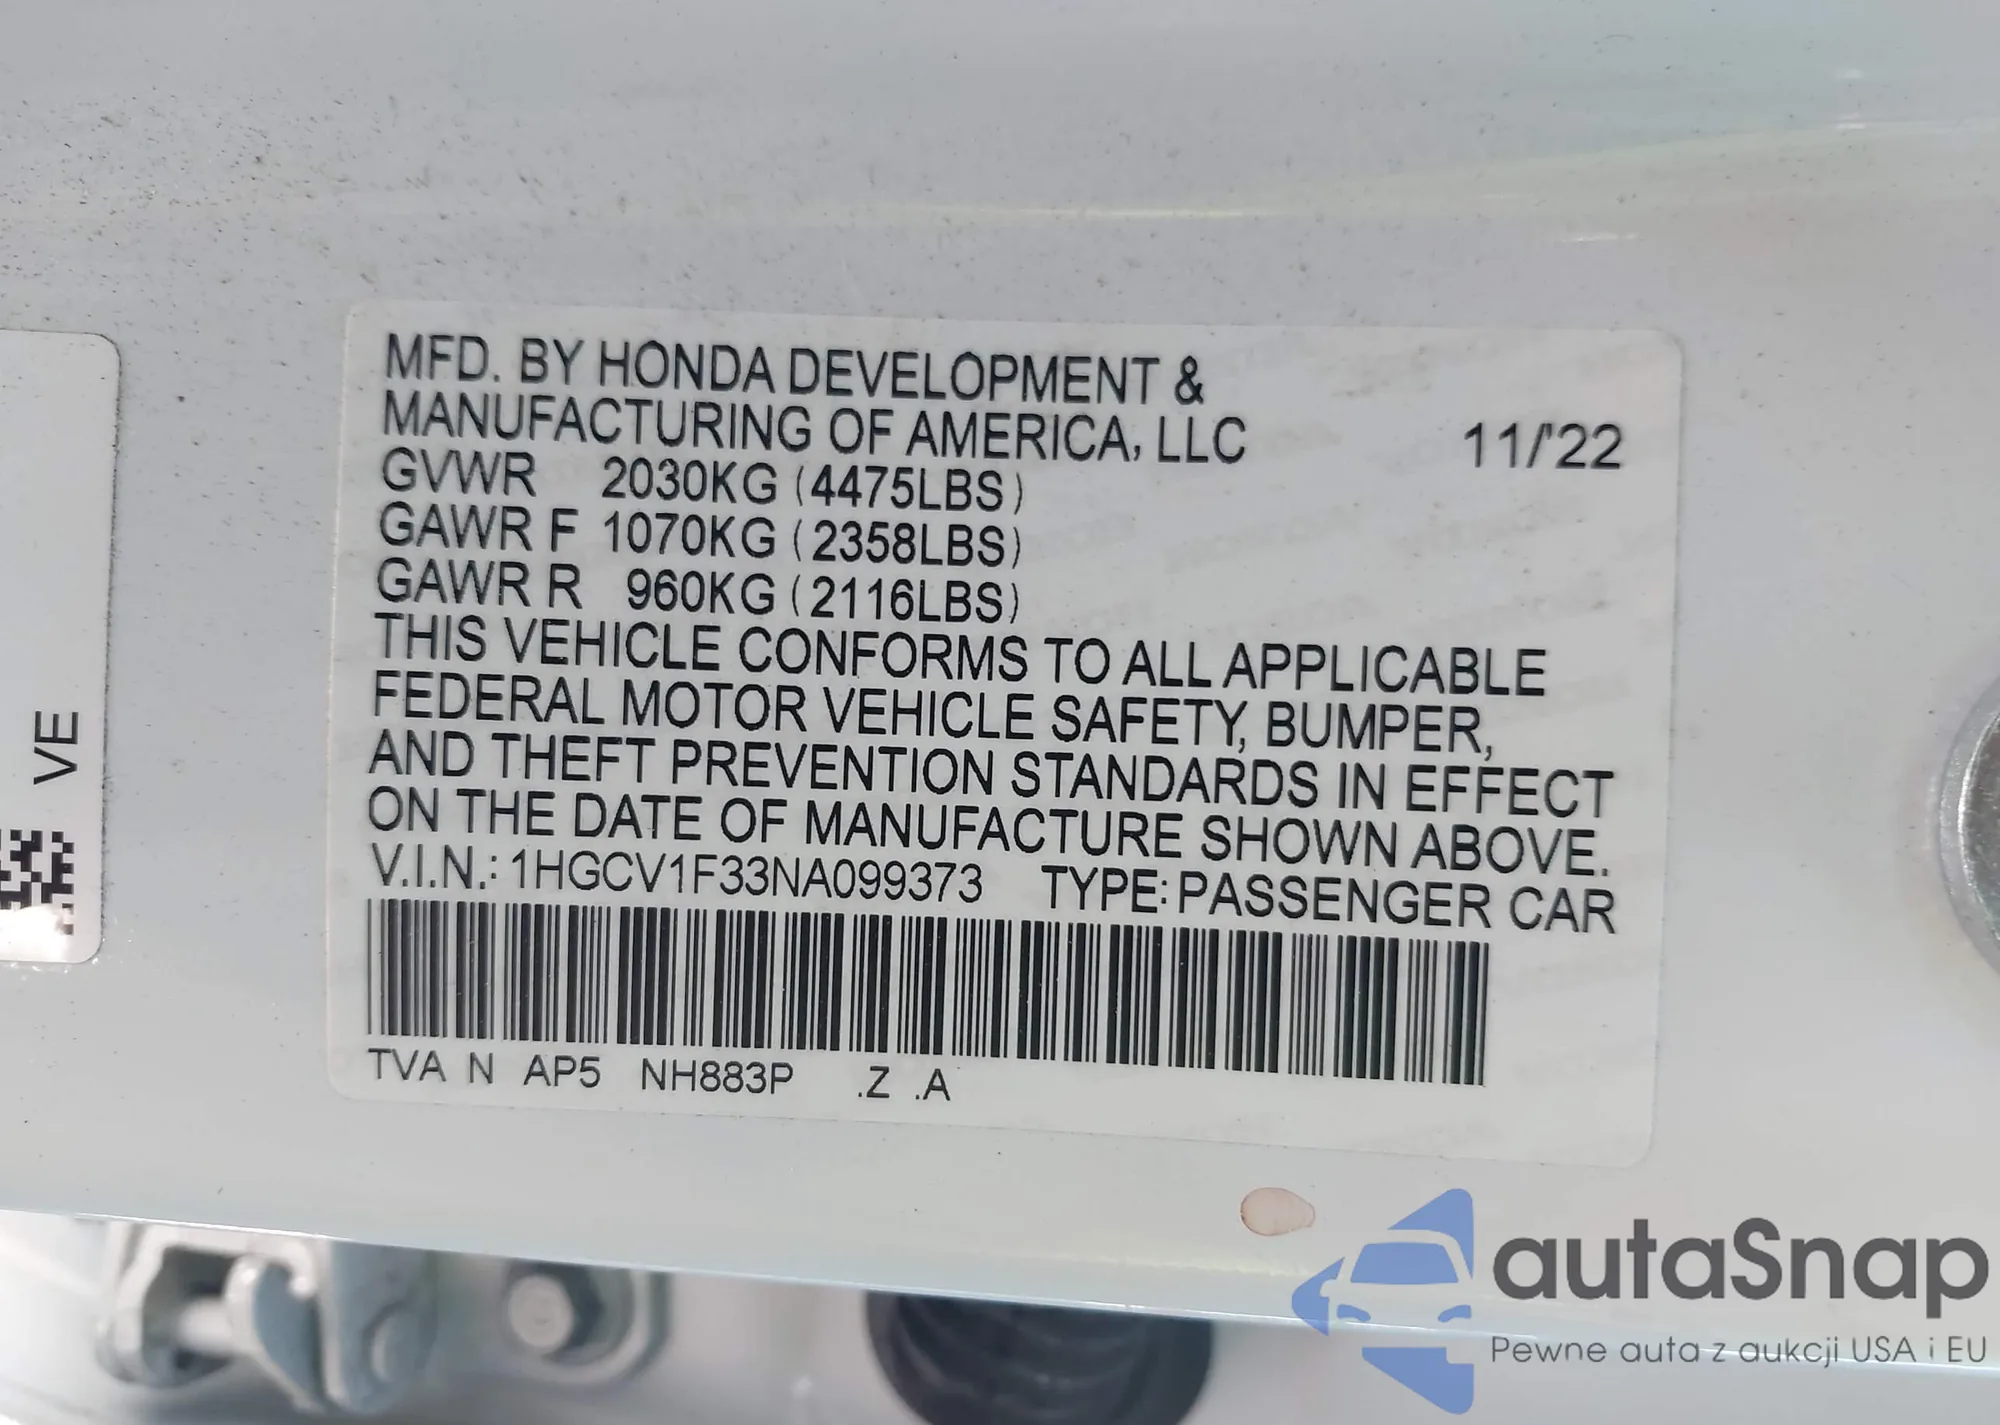 MFD. BY HONDA DEVELOPMENT &
MANUFACTURING OF AMERICA, LLC 11/'22
GVWR 2030KG (4475LBS)
GAWR F 1070KG (2358LBS)
GAWR R 960KG (2116LBS)
THIS VEHICLE CONFORMS TO ALL APPLICABLE
FEDERAL MOTOR VEHICLE SAFETY, BUMPER,
AND THEFT PREVENTION STANDARDS IN EFFECT
ON THE DATE OF MANUFACTURE SHOWN ABOVE.
V.I.N.: 1HGCV1F33NA099373 TYPE: PASSENGER CAR
TVA N AP5 NH883P .Z .A
VE
autaSnap
Pewne auta z aukcji USA i EU